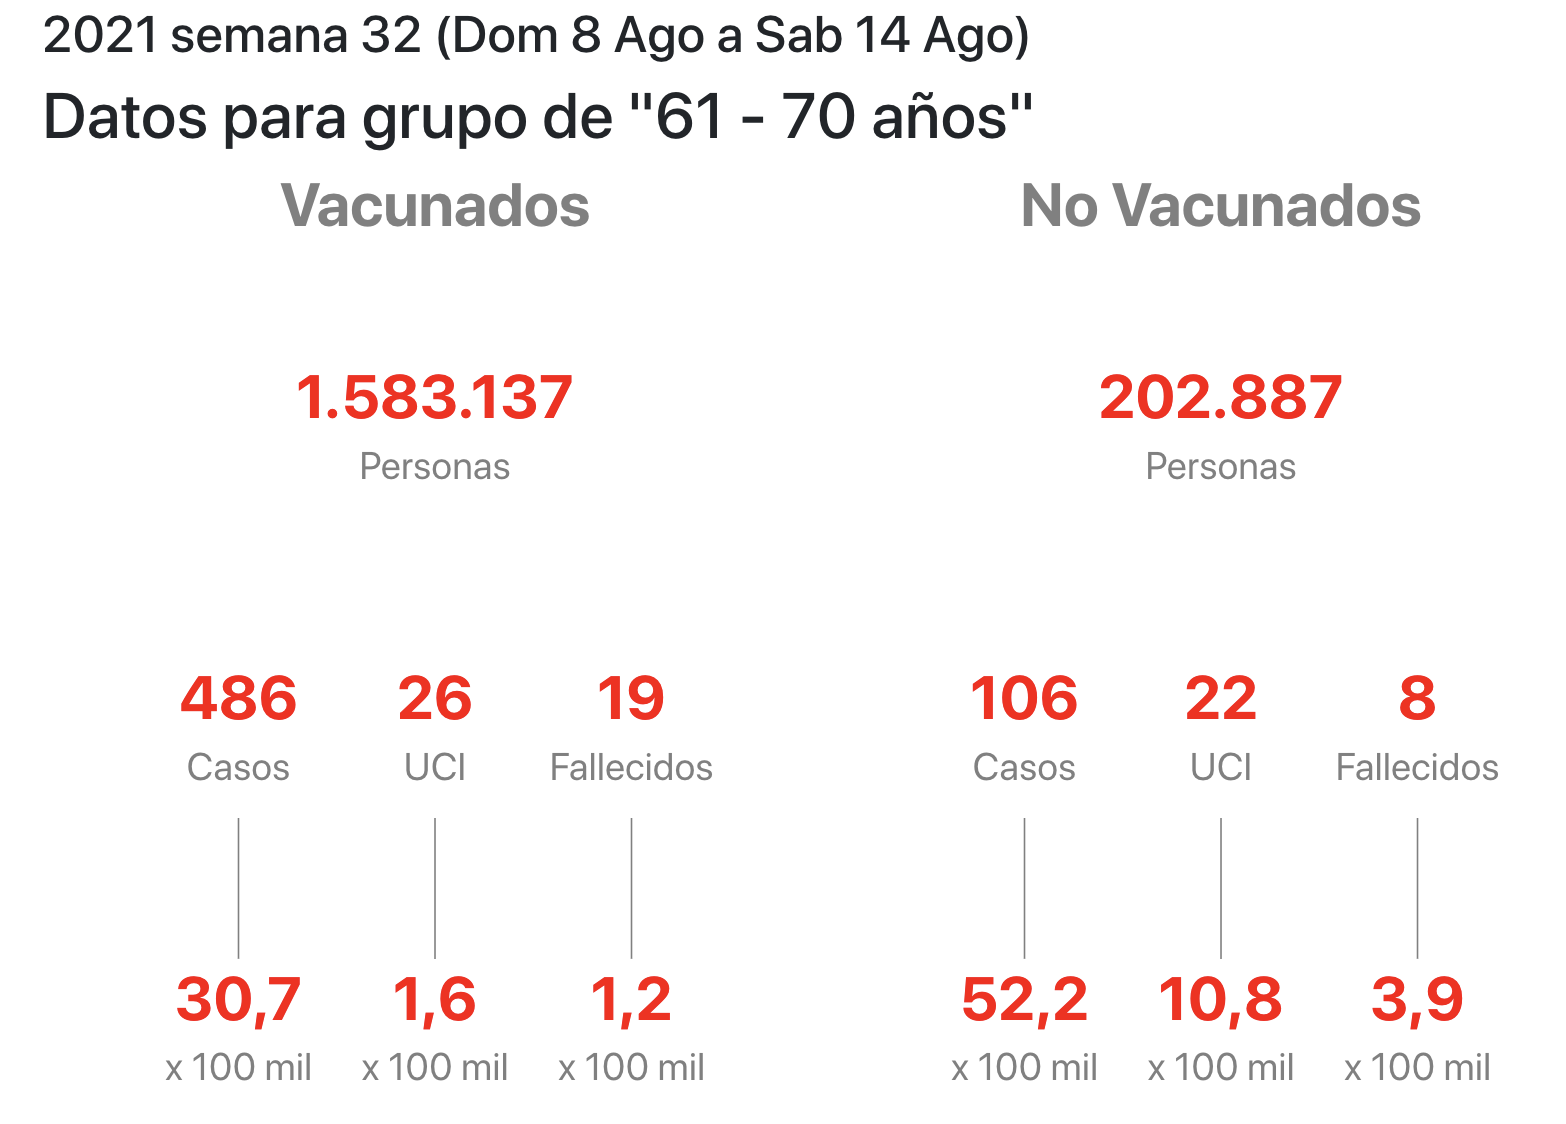 2021 semana 32 (Dom 8 Ago a Sab 14 Ago)
Datos para grupo de "61 - 70 años"
Vacunados
1.583.137
Personas
486 26 19
Casos UCI Fallecidos
30,7 1,6 1,2
x 100 mil x 100 mil x 100 mil
No Vacunados
202.887
Personas
106 22 8
Casos UCI Fallecidos
52,2 10,8 3,9
x 100 mil x 100 mil x 100 mil